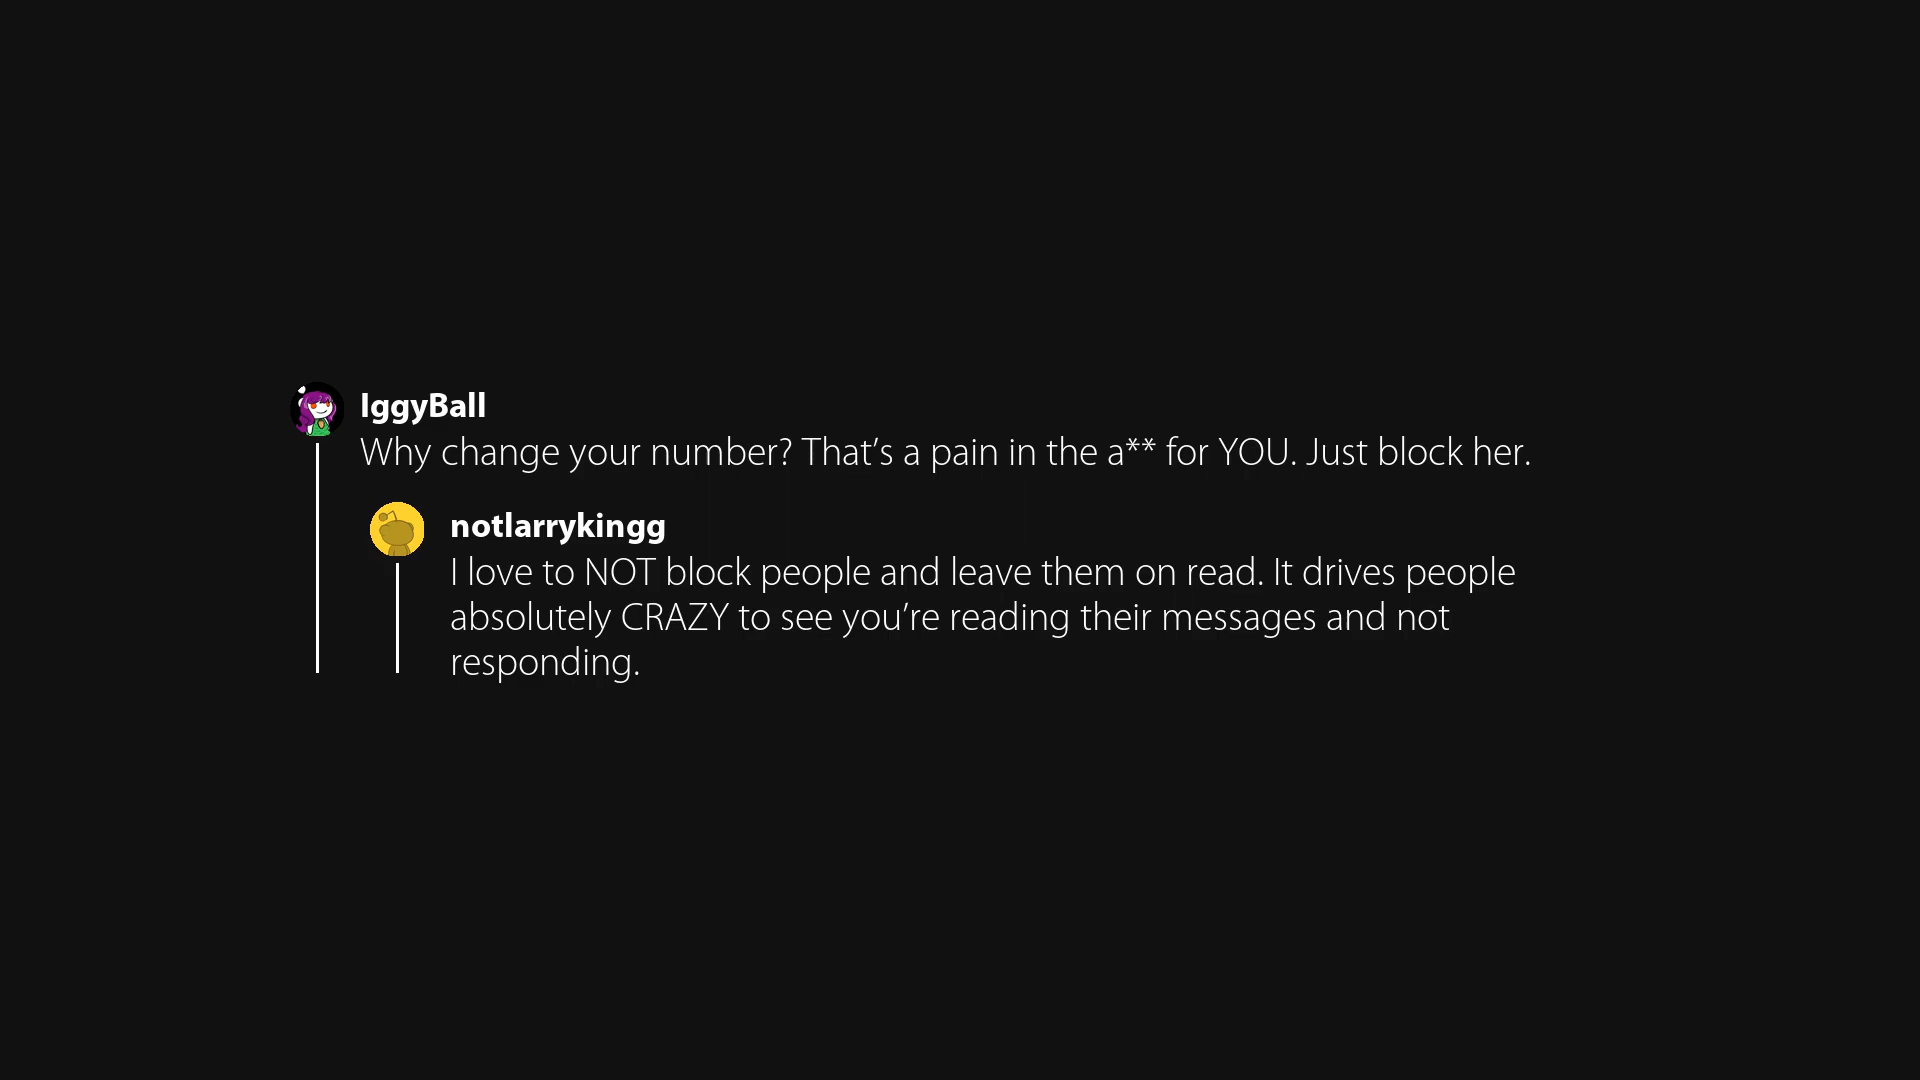 IggyBall
Why change your number? That’s a pain in the a** for YOU. Just block her.
notlarrykingg
I love to NOT block people and leave them on read. It drives people
absolutely CRAZY to see you’re reading their messages and not
responding.